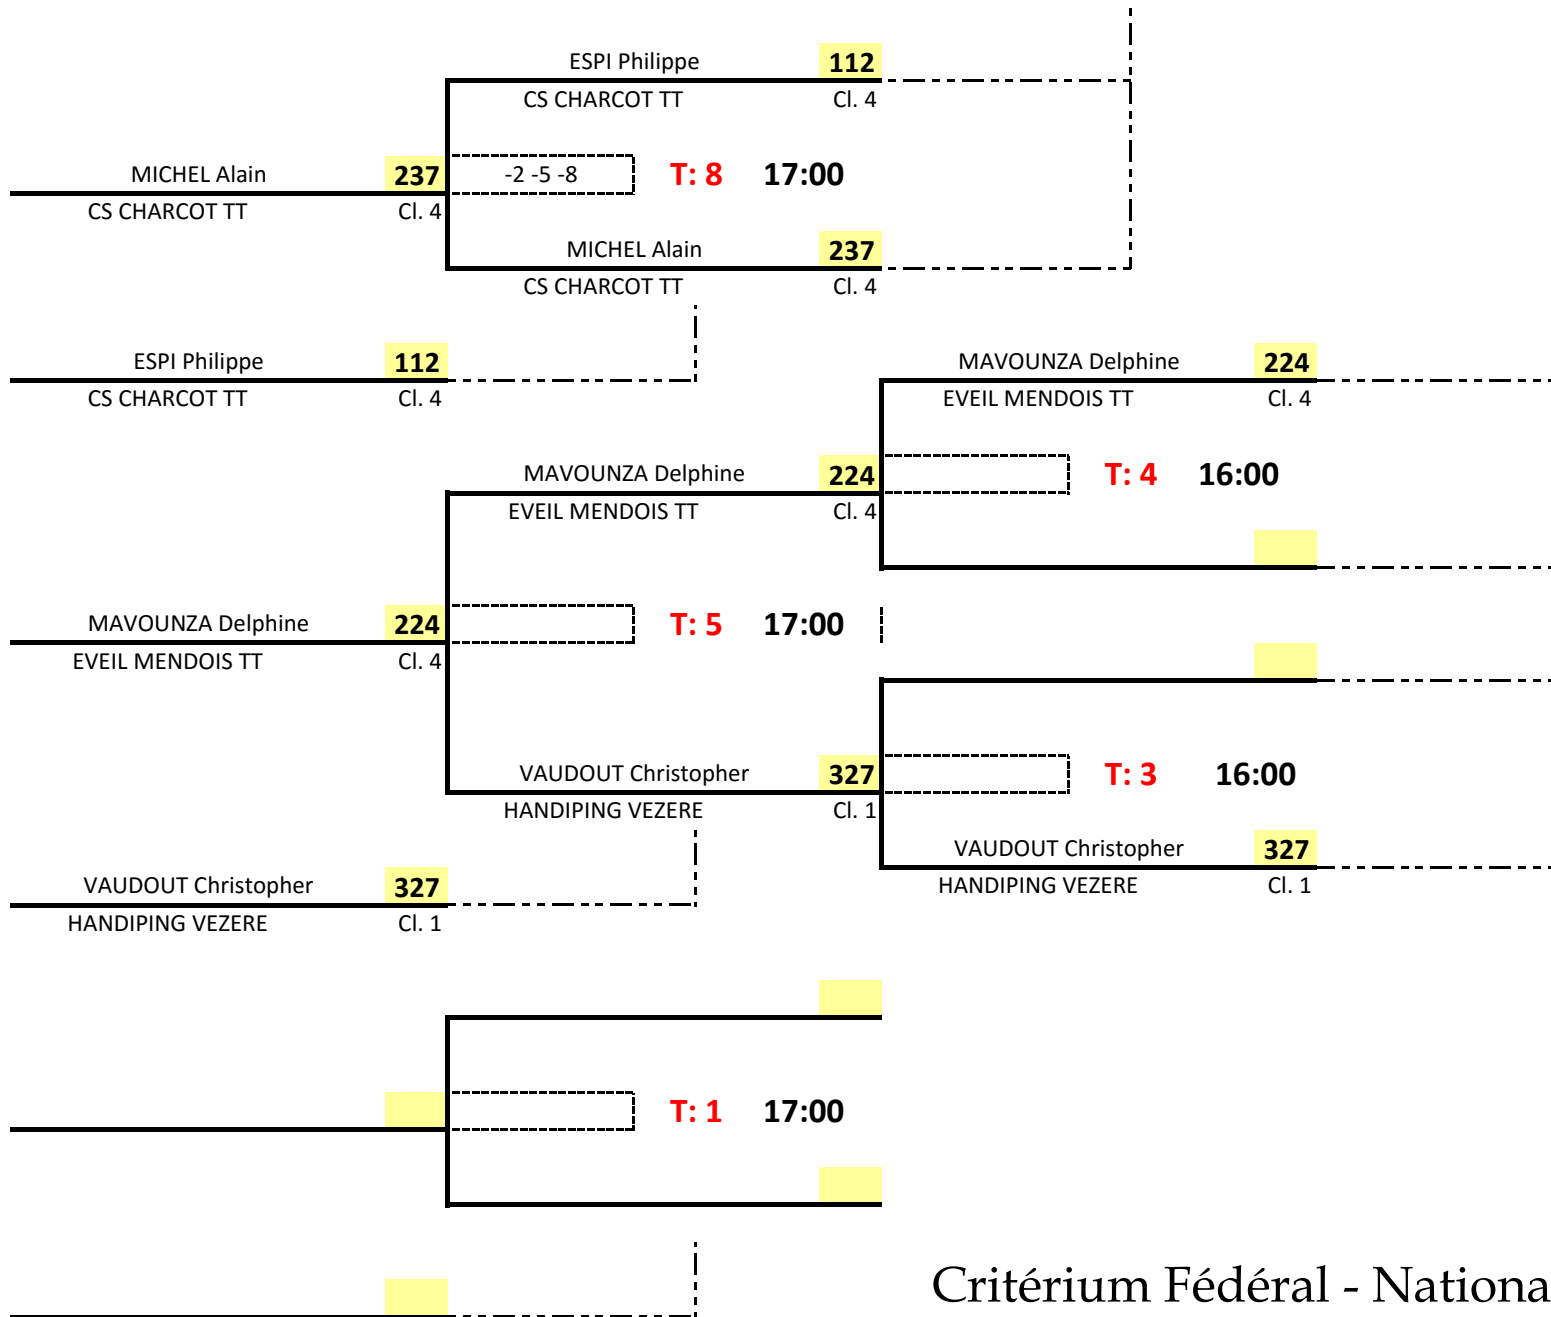 ESPI Philippe 112
CS CHARCOT TT Cl. 4
MICHEL Alain 237 -2 -5 -8 T: 8 17:00
CS CHARCOT TT Cl. 4
MICHEL Alain 237
CS CHARCOT TT Cl. 4
ESPI Philippe 112 MAVOUNZA Delphine 224
CS CHARCOT TT Cl. 4 EVEIL MENDOIS TT Cl. 4
MAVOUNZA Delphine 224 T: 4 16:00
EVEIL MENDOIS TT Cl. 4
MAVOUNZA Delphine 224 T: 5 17:00
EVEIL MENDOIS TT Cl. 4
VAUDOUT Christopher 327 T: 3 16:00
HANDIPING VEZERE Cl. 1
VAUDOUT Christopher 327
HANDIPING VEZERE Cl. 1
VAUDOUT Christopher 327
HANDIPING VEZERE Cl. 1
T: 1 17:00
Critérium Fédéral - Nationa